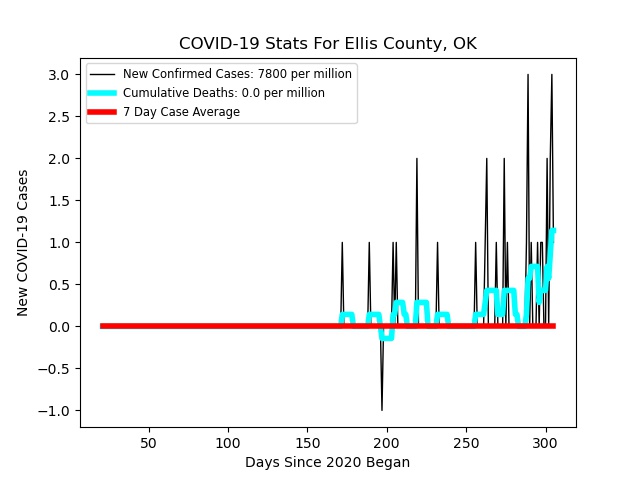 COVID-19 Stats For Ellis County, OK
New Confirmed Cases: 7800 per million
Cumulative Deaths: 0.0 per million
7 Day Case Average
New COVID-19 Cases
3.0
2.5
2.0
1.5
1.0
0.5
0.0
−0.5
−1.0
50 100 150 200 250 300
Days Since 2020 Began